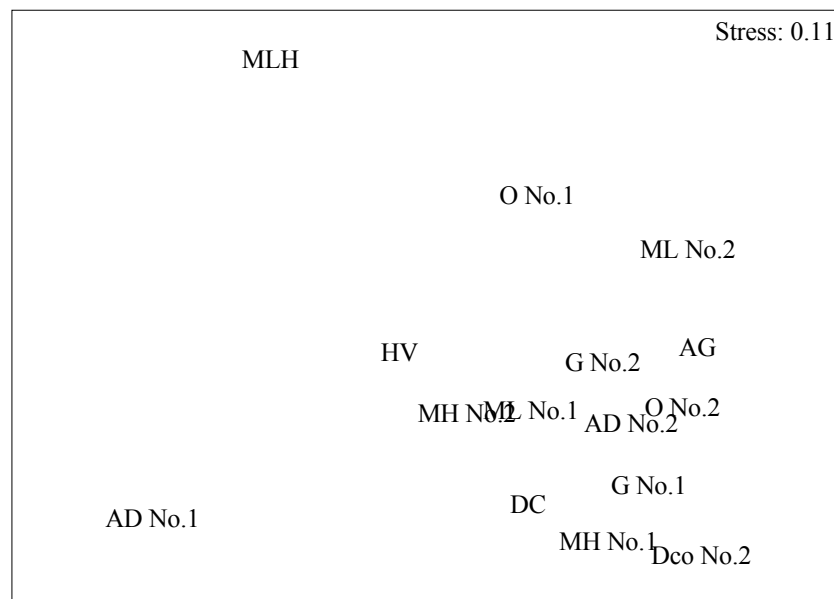 Stress: 0.11
MLH
O No.1
ML No.2
HV
AG
G No.2
MH No.2
ML No.1
O No.2
AD No.2
G No.1
DC
AD No.1
MH No.1
Dco No.2